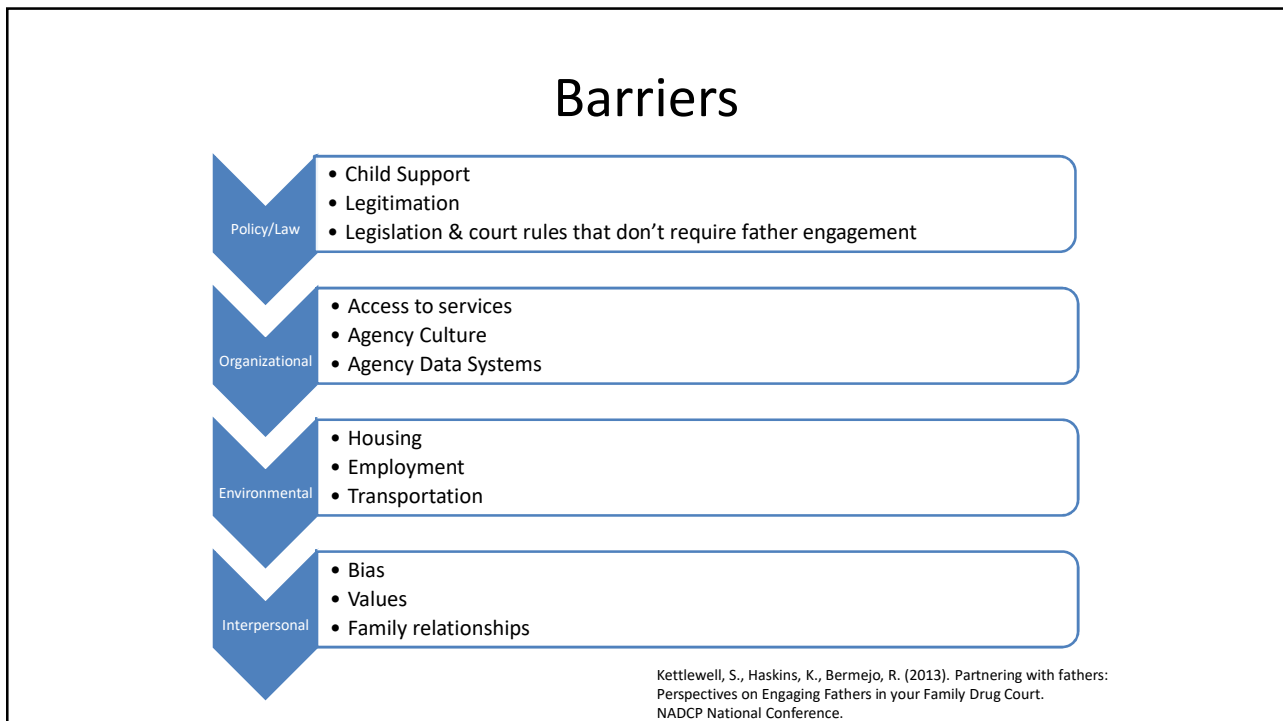 Barriers
Policy/Law
• Child Support
• Legitimation
• Legislation & court rules that don’t require father engagement
Organizational
• Access to services
• Agency Culture
• Agency Data Systems
Environmental
• Housing
• Employment
• Transportation
Interpersonal
• Bias
• Values
• Family relationships
Kettlewell, S., Haskins, K., Bermejo, R. (2013). Partnering with fathers:
Perspectives on Engaging Fathers in your Family Drug Court.
NADCP National Conference.